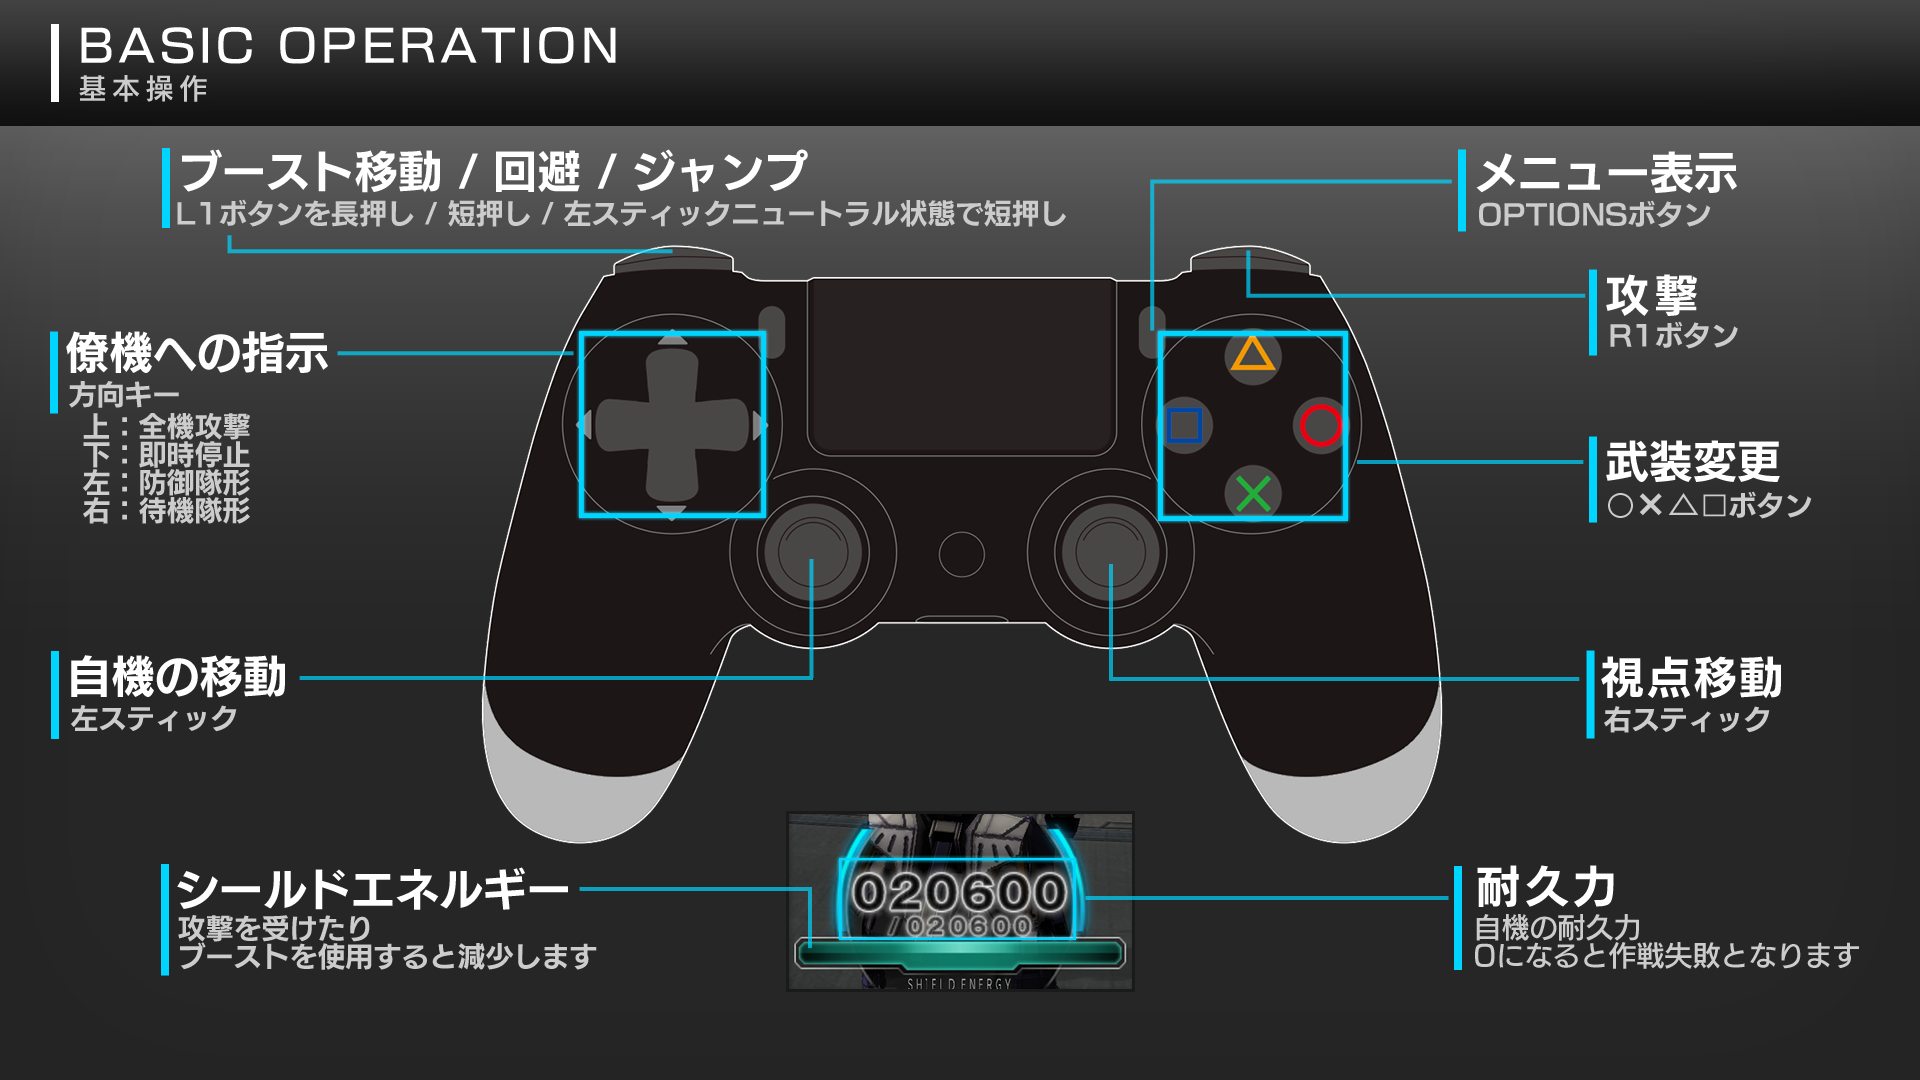 BASIC OPERATION
基本操作
ブースト移動 / 回避 / ジャンプ
L1ボタンを長押し / 短押し / 左スティックニュートラル状態で短押し
メニュー表示
OPTIONSボタン
攻撃
R1ボタン
僚機への指示
方向キー
上：全機攻撃
下：即時停止
左：防御隊形
右：待機隊形
武装変更
○×△□ボタン
自機の移動
左スティック
視点移動
右スティック
シールドエネルギー
攻撃を受けたり
ブーストを使用すると減少します
020600
/020600
SHIELD ENERGY
耐久力
自機の耐久力
0になると作戦失敗となります